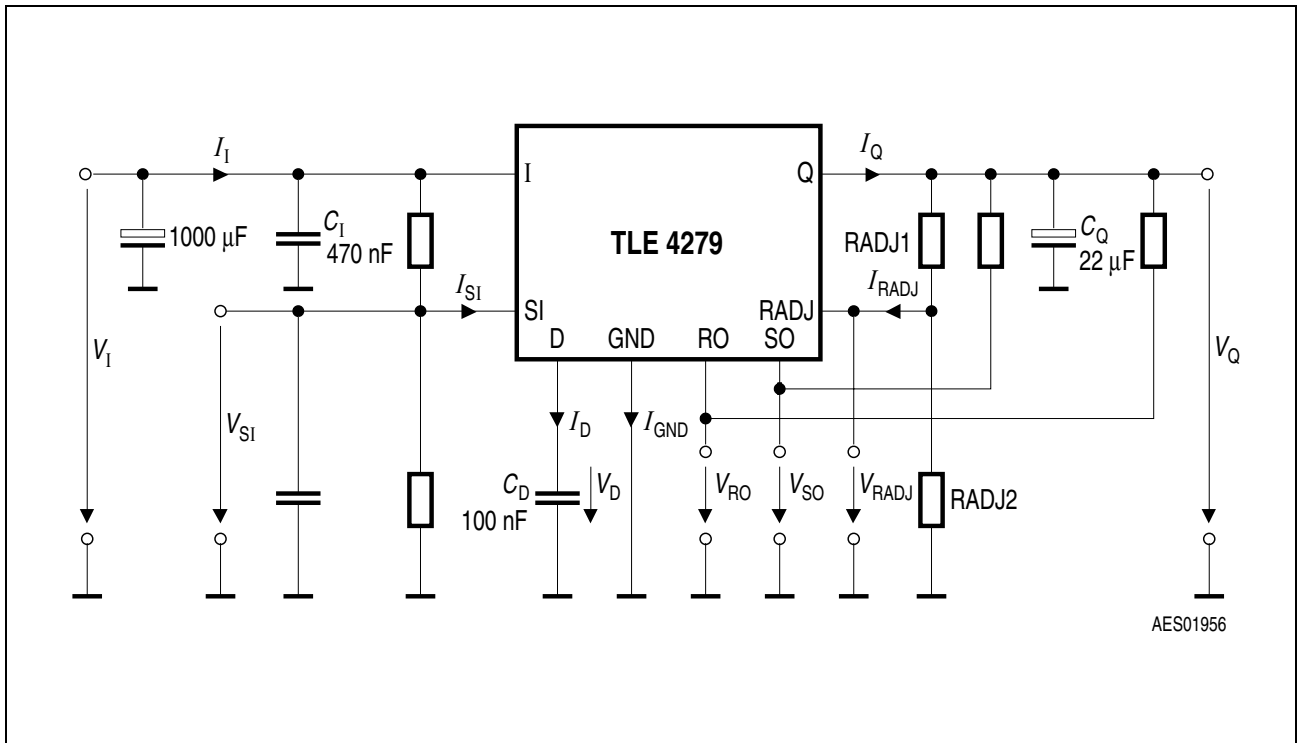 I_I
I_Q
I
Q
1000 µF
C_I
470 nF
TLE 4279
RADJ1
C_Q
22 µF
I_SI
I_RADJ
SI
RADJ
D
GND
RO
SO
V_I
V_Q
V_SI
I_D
I_GND
C_D
100 nF
V_D
V_RO
V_SO
V_RADJ
RADJ2
AES01956